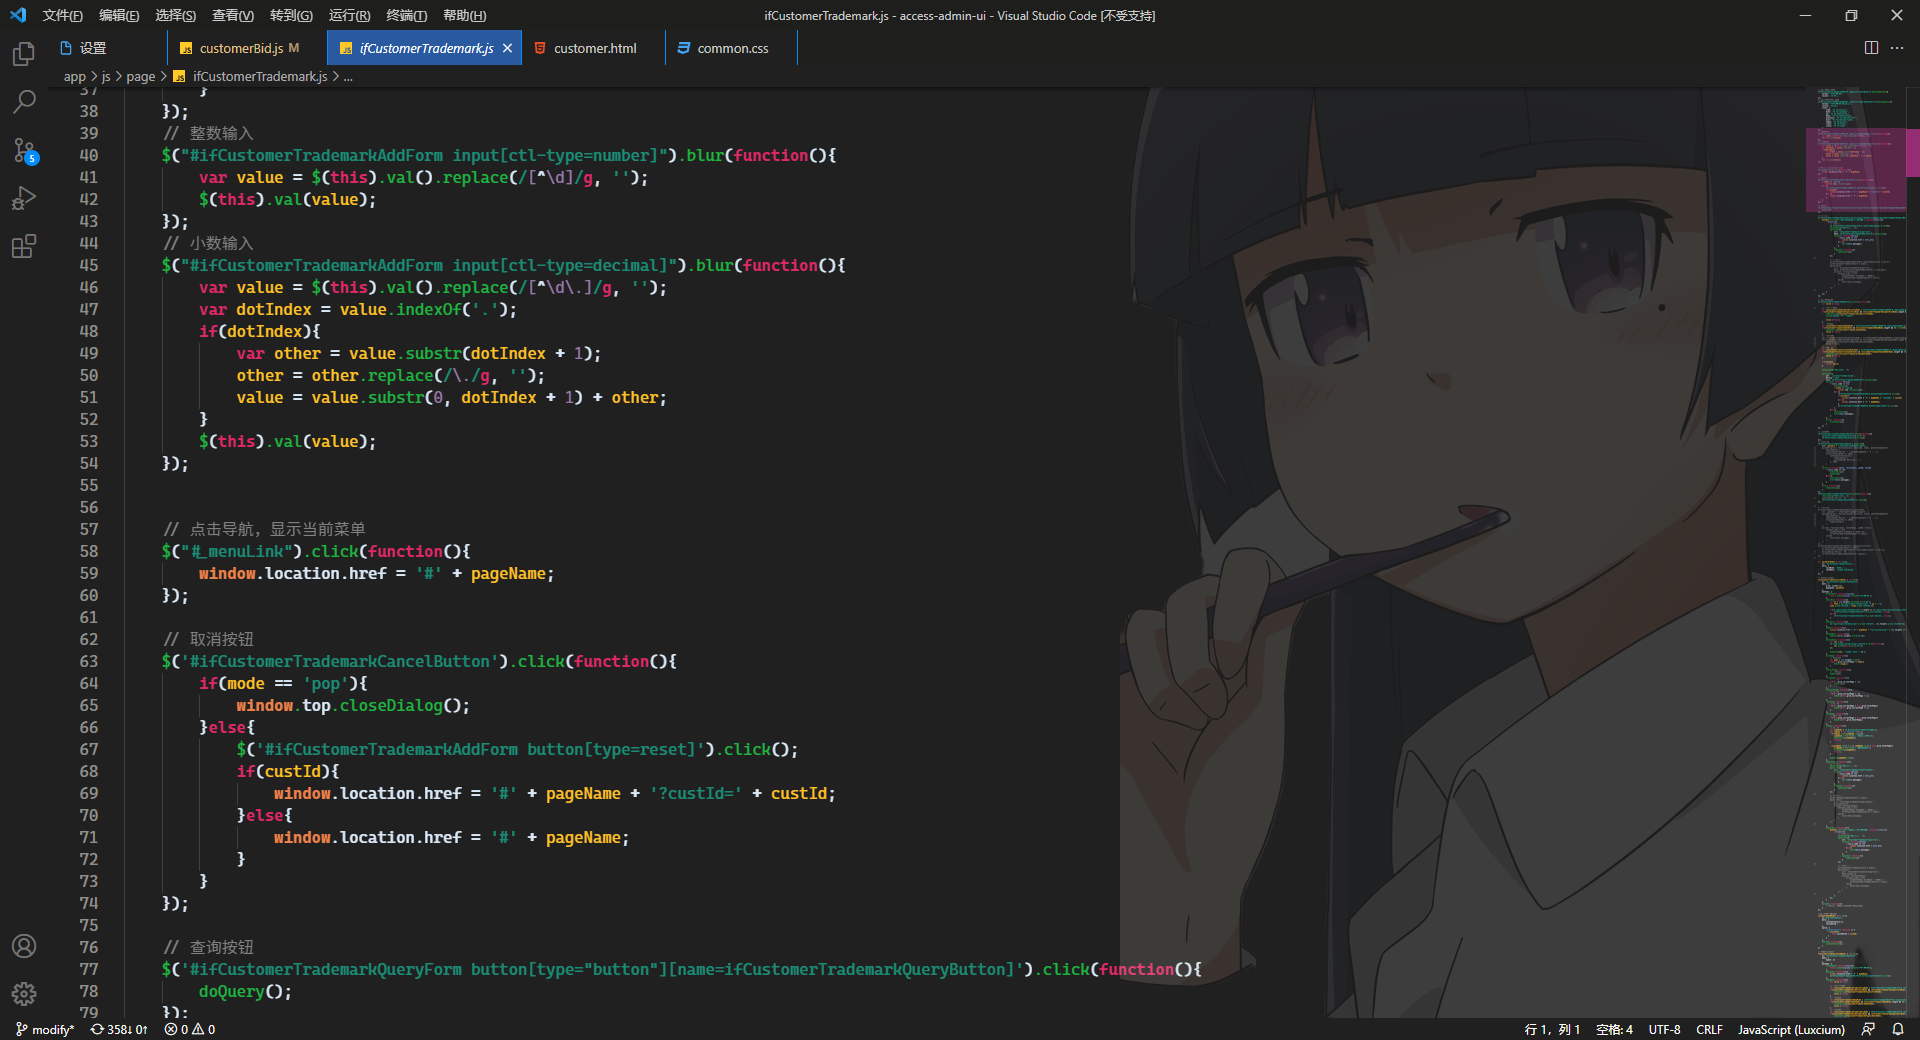 文件(F) 编辑(E) 选择(S) 查看(V) 转到(G) 运行(R) 终端(T) 帮助(H) ifCustomerTrademark.js - access-admin-ui - Visual Studio Code [不受支持]
设置 customerBid.js M ifCustomerTrademark.js customer.html common.css
app > js > page > ifCustomerTrademark.js > ...
37 }
38 });
39 // 整数输入
40 $("#ifCustomerTrademarkAddForm input[ctl-type=number]").blur(function(){
41 var value = $(this).val().replace(/[^\d]/g, '');
42 $(this).val(value);
43 });
44 // 小数输入
45 $("#ifCustomerTrademarkAddForm input[ctl-type=decimal]").blur(function(){
46 var value = $(this).val().replace(/[^\d\.]/g, '');
47 var dotIndex = value.indexOf('.');
48 if(dotIndex){
49 var other = value.substr(dotIndex + 1);
50 other = other.replace(/\./g, '');
51 value = value.substr(0, dotIndex + 1) + other;
52 }
53 $(this).val(value);
54 });
55
56
57 // 点击导航，显示当前菜单
58 $("#_menuLink").click(function(){
59 window.location.href = '#' + pageName;
60 });
61
62 // 取消按钮
63 $('#ifCustomerTrademarkCancelButton').click(function(){
64 if(mode == 'pop'){
65 window.top.closeDialog();
66 }else{
67 $('#ifCustomerTrademarkAddForm button[type=reset]').click();
68 if(custId){
69 window.location.href = '#' + pageName + '?custId=' + custId;
70 }else{
71 window.location.href = '#' + pageName;
72 }
73 }
74 });
75
76 // 查询按钮
77 $('#ifCustomerTrademarkQueryForm button[type="button"][name=ifCustomerTrademarkQueryButton]').click(function(){
78 doQuery();
79 });
5
modify* 358↓ 0↑ 0 0 行 1，列 1 空格: 4 UTF-8 CRLF JavaScript (Luxcium)